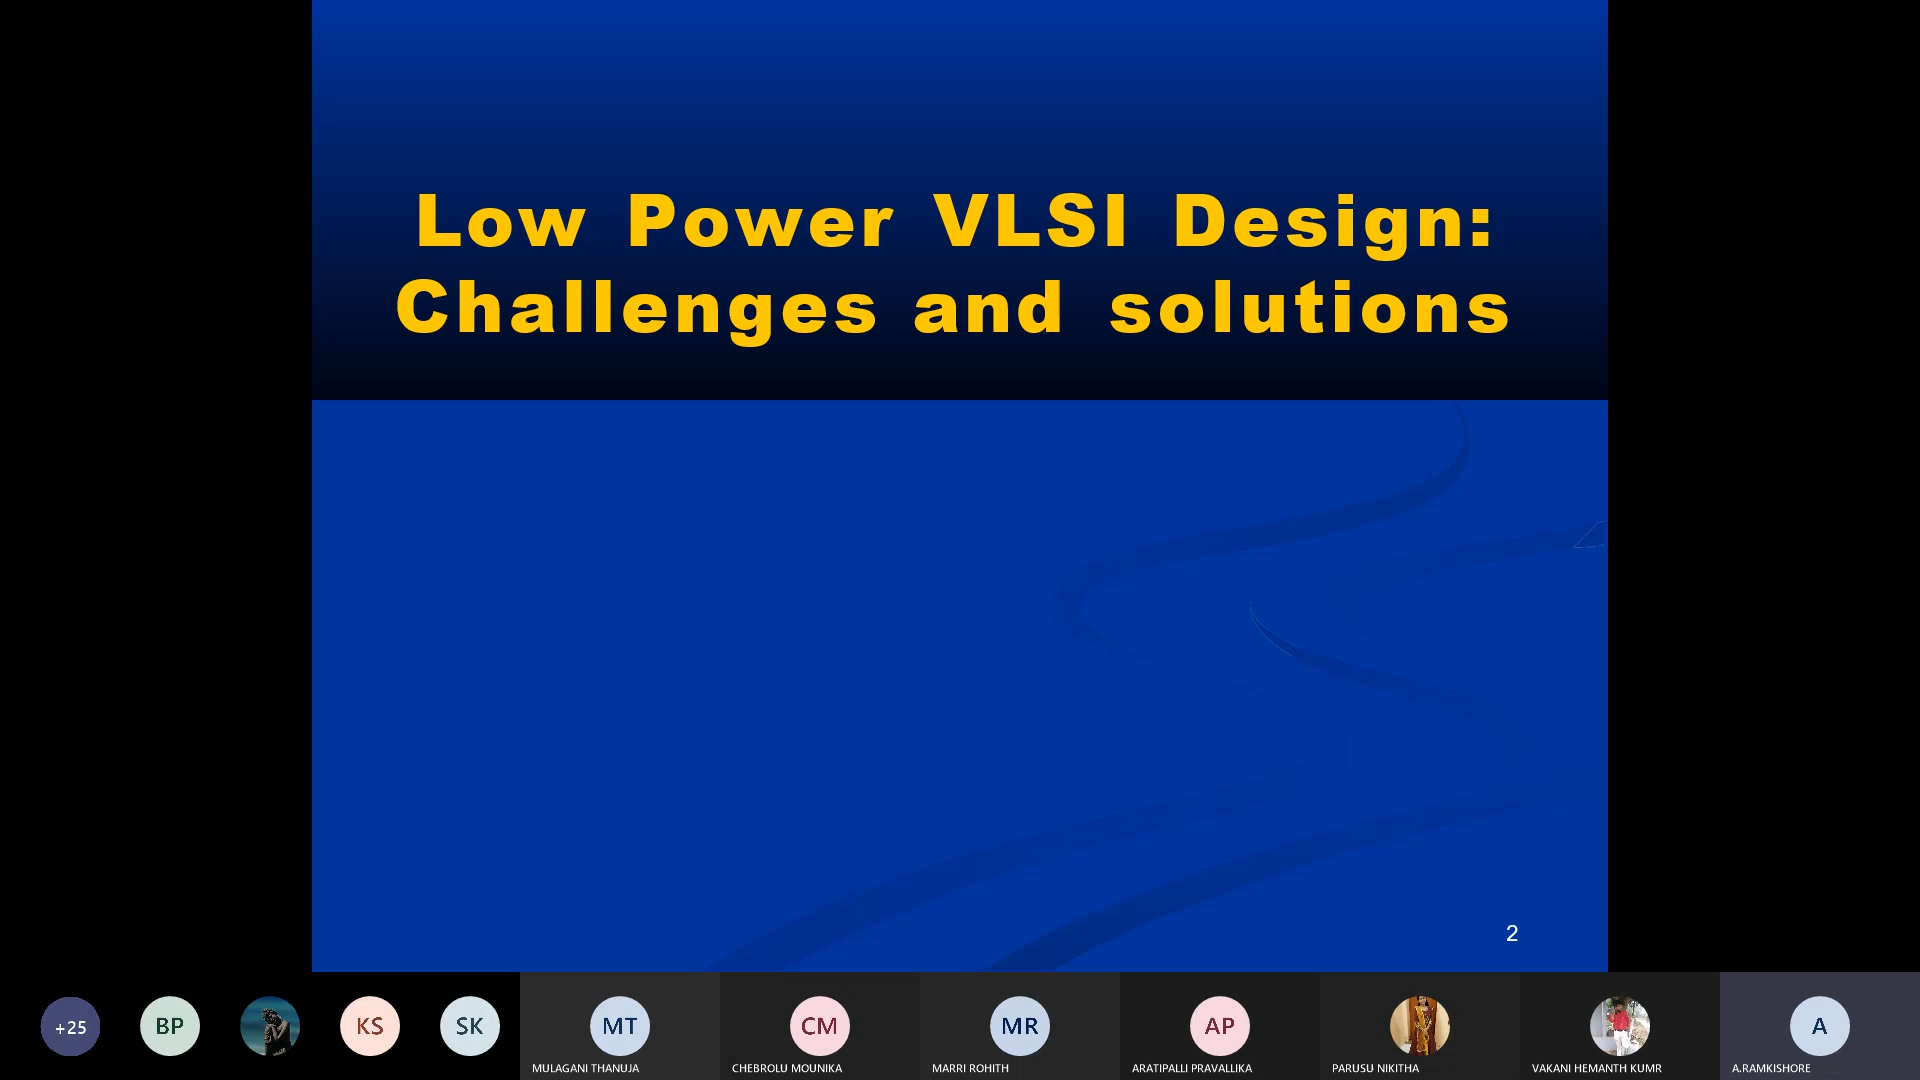 Low Power VLSI Design:
Challenges and solutions
2
+25
BP
KS
SK
MT
CM
MR
AP
A
MULAGANI THANUJA
CHEBROLU MOUNIKA
MARRI ROHITH
ARATIPALLI PRAVALLIKA
PARUSU NIKITHA
VAKANI HEMANTH KUMR
A.RAMKISHORE